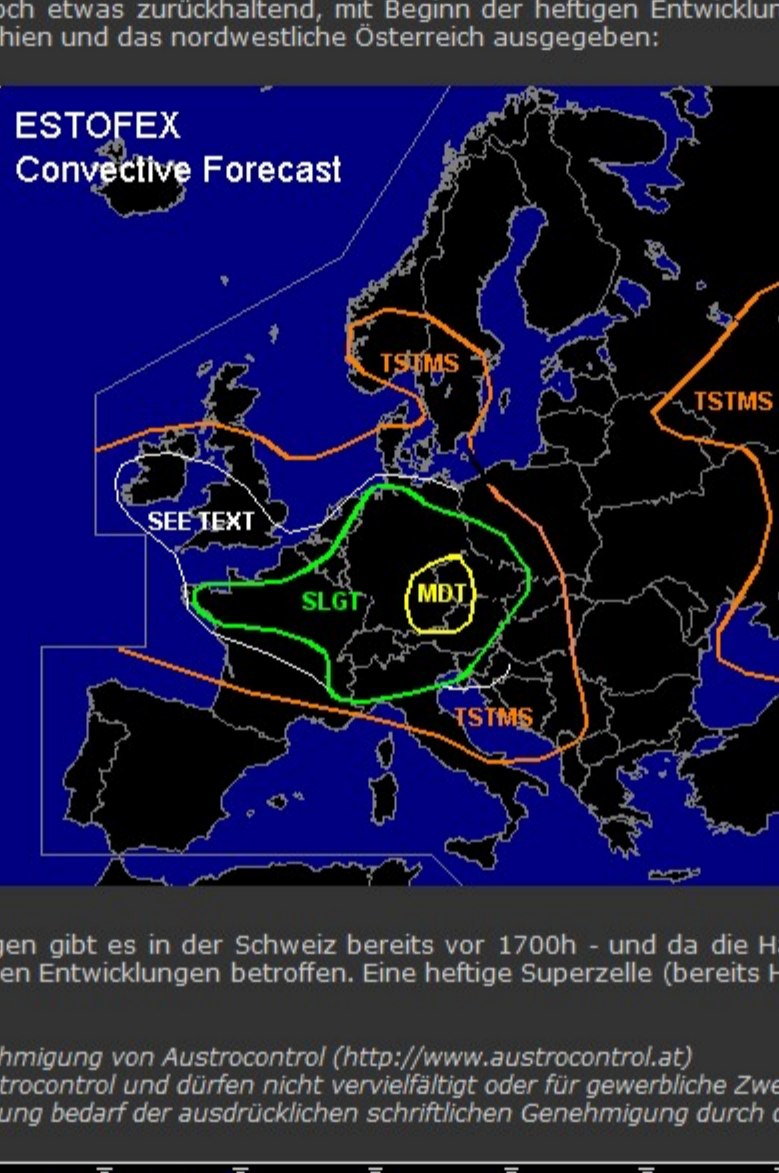 och etwas zurückhaltend, mit Beginn der heftigen Entwicklun
hien und das nordwestliche Österreich ausgegeben:
ESTOFEX
Convective Forecast
TSTMS
TSTMS
SEE TEXT
SLGT
MDT
TSTMS
gen gibt es in der Schweiz bereits vor 1700h - und da die Ha
en Entwicklungen betroffen. Eine heftige Superzelle (bereits H
hmigung von Austrocontrol (http://www.austrocontrol.at)
trocontrol und dürfen nicht vervielfältigt oder für gewerbliche Zwe
ung bedarf der ausdrücklichen schriftlichen Genehmigung durch d